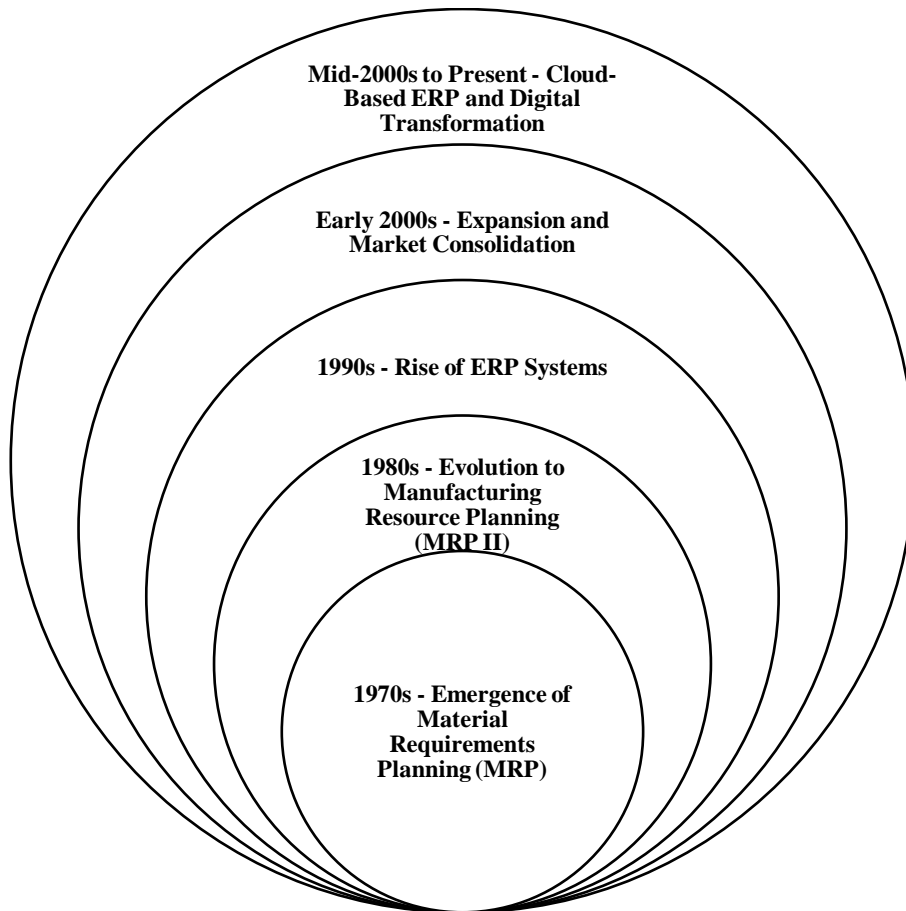 Mid-2000s to Present - Cloud-
Based ERP and Digital
Transformation
Early 2000s - Expansion and
Market Consolidation
1990s - Rise of ERP Systems
1980s - Evolution to
Manufacturing
Resource Planning
(MRP II)
1970s - Emergence of
Material
Requirements
Planning (MRP)